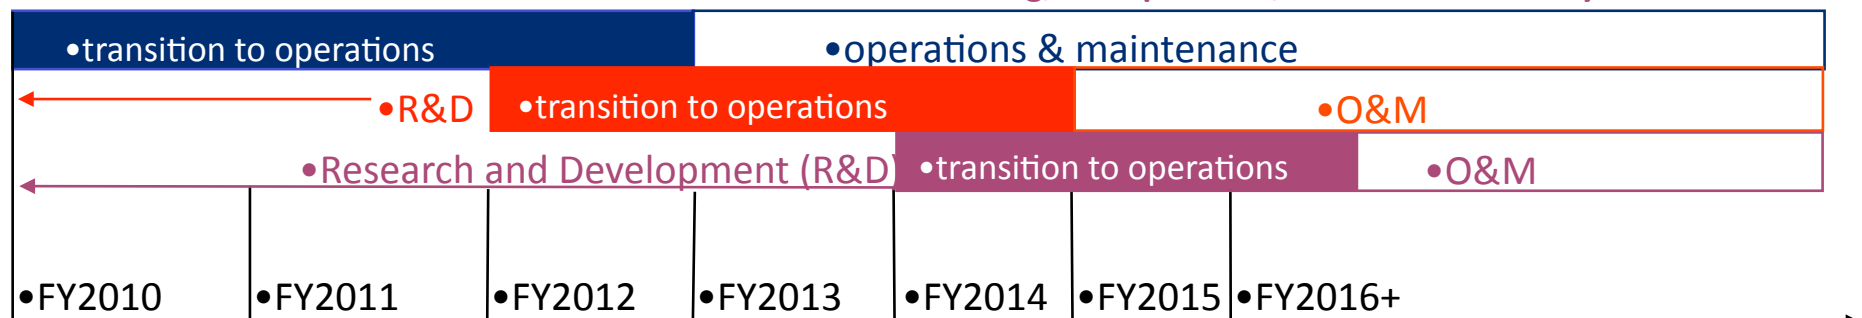 •transition to operations •operations & maintenance
•R&D •transition to operations •O&M
•Research and Development (R&D) •transition to operations •O&M
•FY2010 •FY2011 •FY2012 •FY2013 •FY2014 •FY2015 •FY2016+